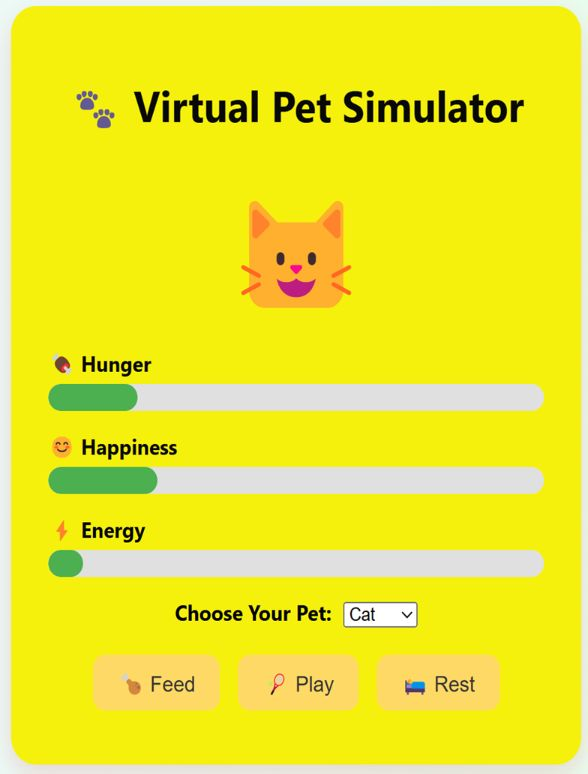 Virtual Pet Simulator
Hunger
Happiness
Energy
Choose Your Pet: Cat
Feed Play Rest